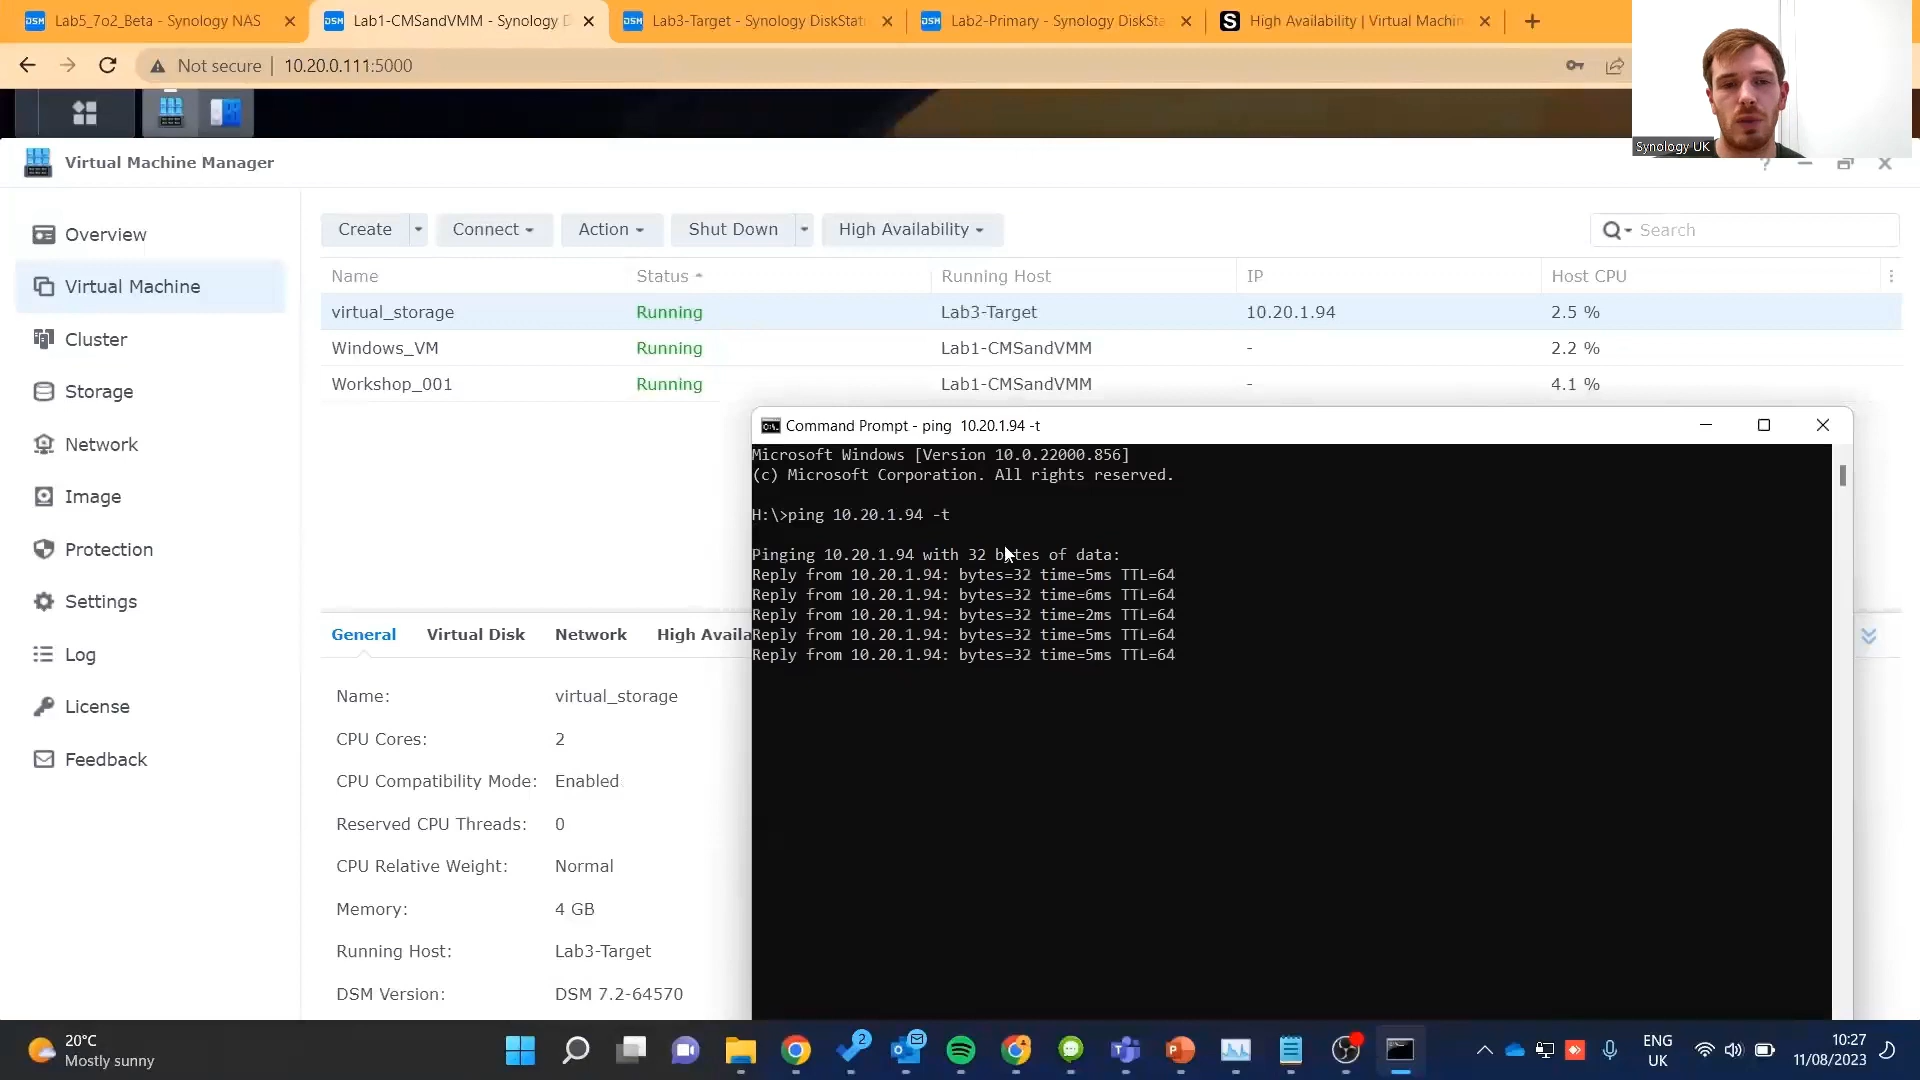 Lab5_7o2_Beta - Synology NAS
Lab1-CMSandVMM - Synology D
Lab3-Target - Synology DiskStati
Lab2-Primary - Synology DiskSta
High Availability | Virtual Machin
Not secure
10.20.0.111:5000
Synology UK
Virtual Machine Manager
Overview
Virtual Machine
Cluster
Storage
Network
Image
Protection
Settings
Log
License
Feedback
Create
Connect
Action
Shut Down
High Availability
Search
Name Status Running Host IP Host CPU
virtual_storage Running Lab3-Target 10.20.1.94 2.5 %
Windows_VM Running Lab1-CMSandVMM - 2.2 %
Workshop_001 Running Lab1-CMSandVMM - 4.1 %
General Virtual Disk Network High Availa
Name: virtual_storage
CPU Cores: 2
CPU Compatibility Mode: Enabled
Reserved CPU Threads: 0
CPU Relative Weight: Normal
Memory: 4 GB
Running Host: Lab3-Target
DSM Version: DSM 7.2-64570
Command Prompt - ping 10.20.1.94 -t
Microsoft Windows [Version 10.0.22000.856]
(c) Microsoft Corporation. All rights reserved.
H:\>ping 10.20.1.94 -t
Pinging 10.20.1.94 with 32 bytes of data:
Reply from 10.20.1.94: bytes=32 time=5ms TTL=64
Reply from 10.20.1.94: bytes=32 time=6ms TTL=64
Reply from 10.20.1.94: bytes=32 time=2ms TTL=64
Reply from 10.20.1.94: bytes=32 time=5ms TTL=64
Reply from 10.20.1.94: bytes=32 time=5ms TTL=64
20°C
Mostly sunny
2
ENG
UK
10:27
11/08/2023